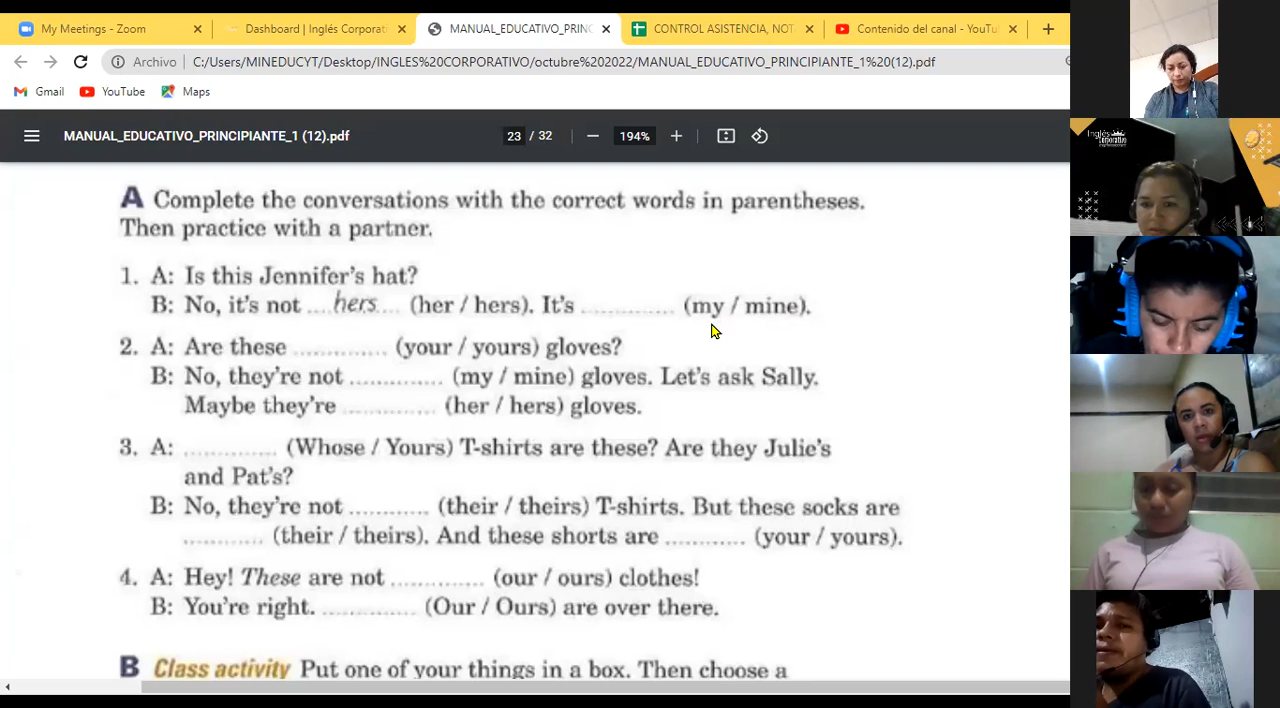 My Meetings - Zoom
Dashboard | Inglés Corporati
MANUAL_EDUCATIVO_PRINC
CONTROL ASISTENCIA, NOT
Contenido del canal - YouTu
Archivo C:/Users/MINEDUCYT/Desktop/INGLES%20CORPORATIVO/octubre%202022/MANUAL_EDUCATIVO_PRINCIPIANTE_1%20(12).pdf
Gmail YouTube Maps
MANUAL_EDUCATIVO_PRINCIPIANTE_1 (12).pdf 23 / 32 194%
A Complete the conversations with the correct words in parentheses.
Then practice with a partner.
1. A: Is this Jennifer's hat?
B: No, it's not ....hers.... (her / hers). It's .............. (my / mine).
2. A: Are these .............. (your / yours) gloves?
B: No, they're not .............. (my / mine) gloves. Let's ask Sally.
Maybe they're .............. (her / hers) gloves.
3. A: .............. (Whose / Yours) T-shirts are these? Are they Julie's
and Pat's?
B: No, they're not ............ (their / theirs) T-shirts. But these socks are
............ (their / theirs). And these shorts are ............ (your / yours).
4. A: Hey! These are not .............. (our / ours) clothes!
B: You're right. .............. (Our / Ours) are over there.
B Class activity Put one of your things in a box. Then choose a
Inglés
Corporativo